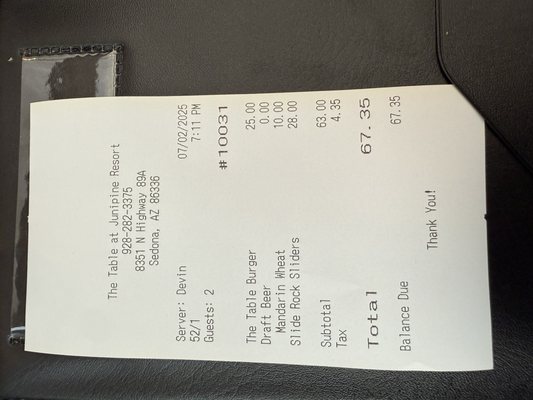 The Table at Junipine Resort
928-282-3375
8351 N Highway 89A
Sedona, AZ 86336
Server: Devin 07/02/2025
52/1 7:11 PM
Guests: 2
#10031
The Table Burger 25.00
Draft Beer 0.00
Mandarin Wheat 10.00
Slide Rock Sliders 28.00
Subtotal 63.00
Tax 4.35
Total 67.35
Balance Due 67.35
Thank You!